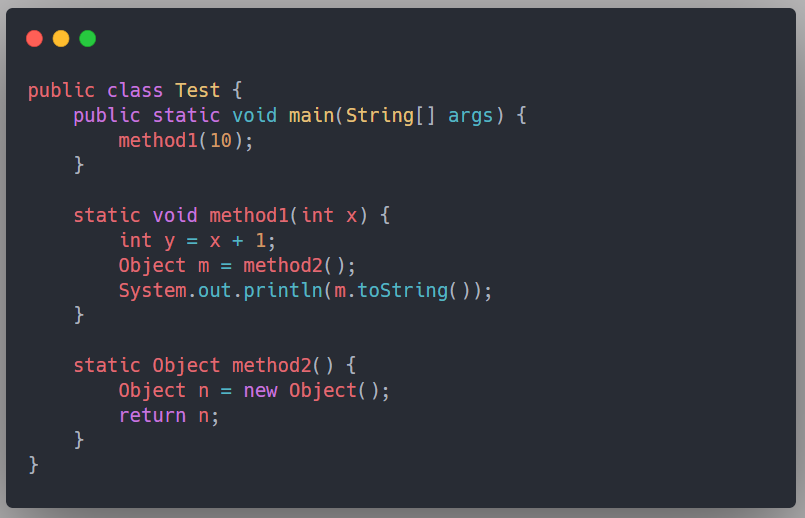 public class Test {
    public static void main(String[] args) {
        method1(10);
    }

    static void method1(int x) {
        int y = x + 1;
        Object m = method2();
        System.out.println(m.toString());
    }

    static Object method2() {
        Object n = new Object();
        return n;
    }
}